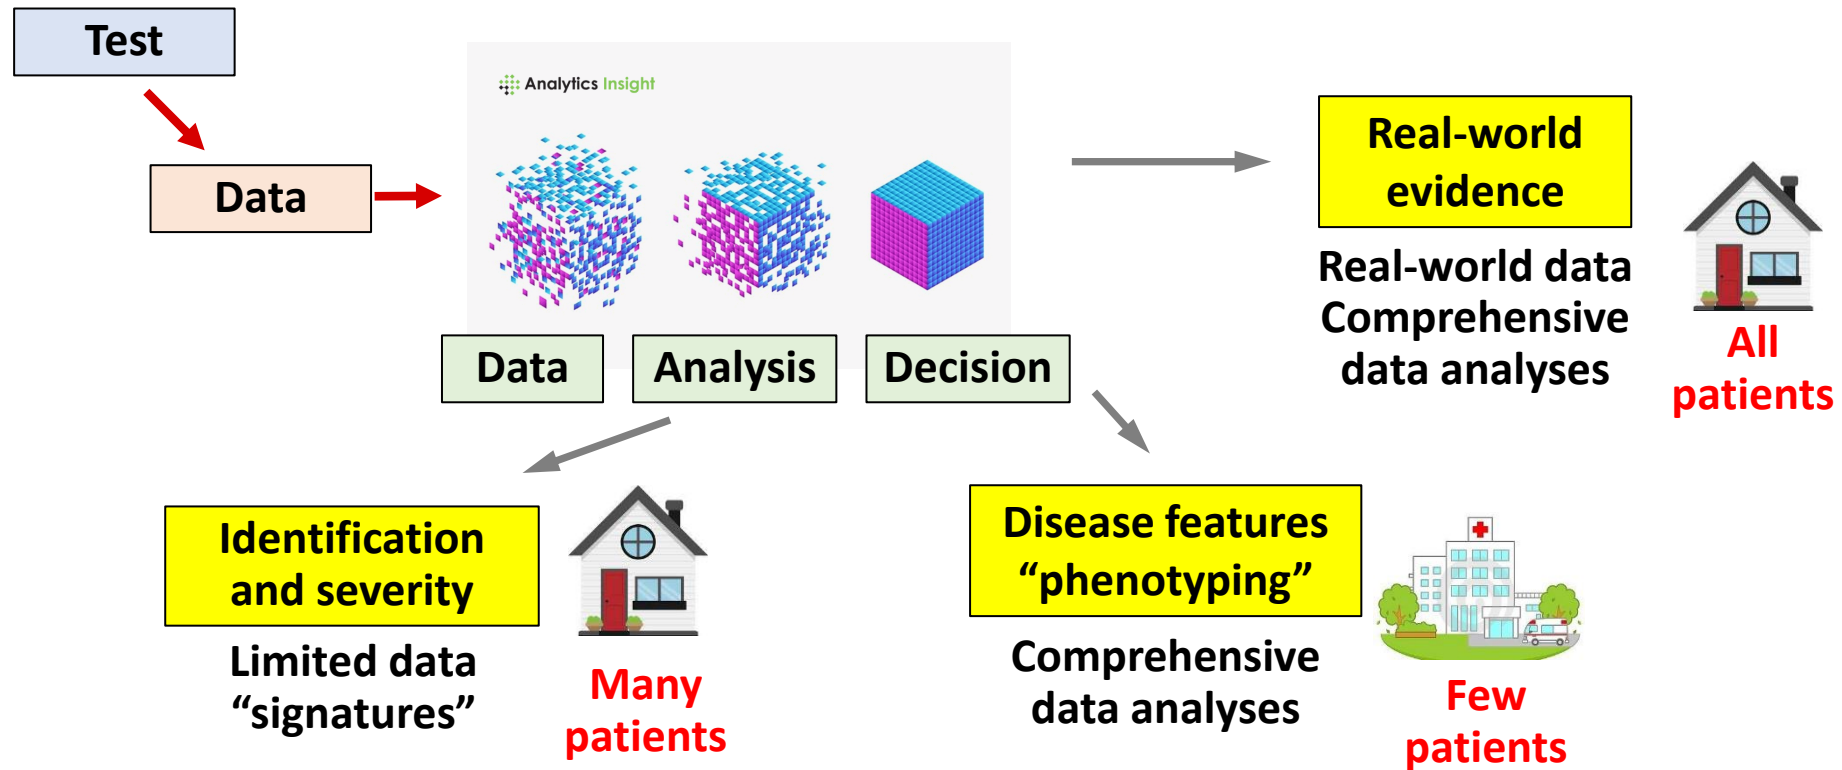 Test
Data
Analytics Insight
Data
Analysis
Decision
Real-world
evidence
Real-world data
Comprehensive
data analyses
All
patients
Identification
and severity
Limited data
“signatures”
Many
patients
Disease features
“phenotyping”
Comprehensive
data analyses
Few
patients